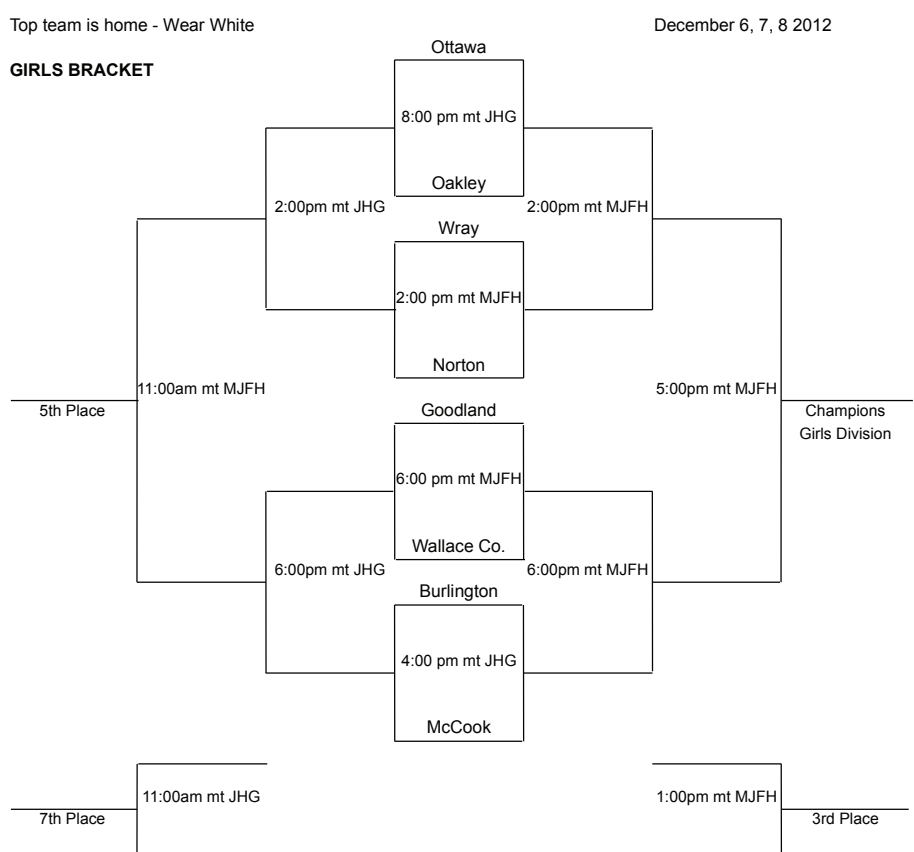 Top team is home - Wear White
December 6, 7, 8 2012
Ottawa
GIRLS BRACKET
8:00 pm mt JHG
Oakley
2:00pm mt JHG
2:00pm mt MJFH
Wray
2:00 pm mt MJFH
Norton
11:00am mt MJFH
5:00pm mt MJFH
5th Place
Goodland
Champions
Girls Division
6:00 pm mt MJFH
Wallace Co.
6:00pm mt JHG
6:00pm mt MJFH
Burlington
4:00 pm mt JHG
McCook
11:00am mt JHG
1:00pm mt MJFH
7th Place
3rd Place